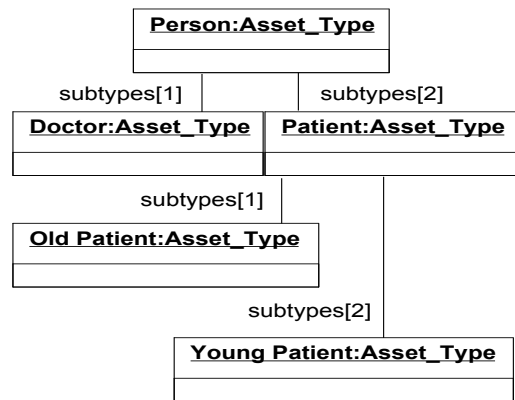 Person:Asset_Type
subtypes[1] subtypes[2]
Doctor:Asset_Type Patient:Asset_Type
subtypes[1]
Old Patient:Asset_Type
subtypes[2]
Young Patient:Asset_Type